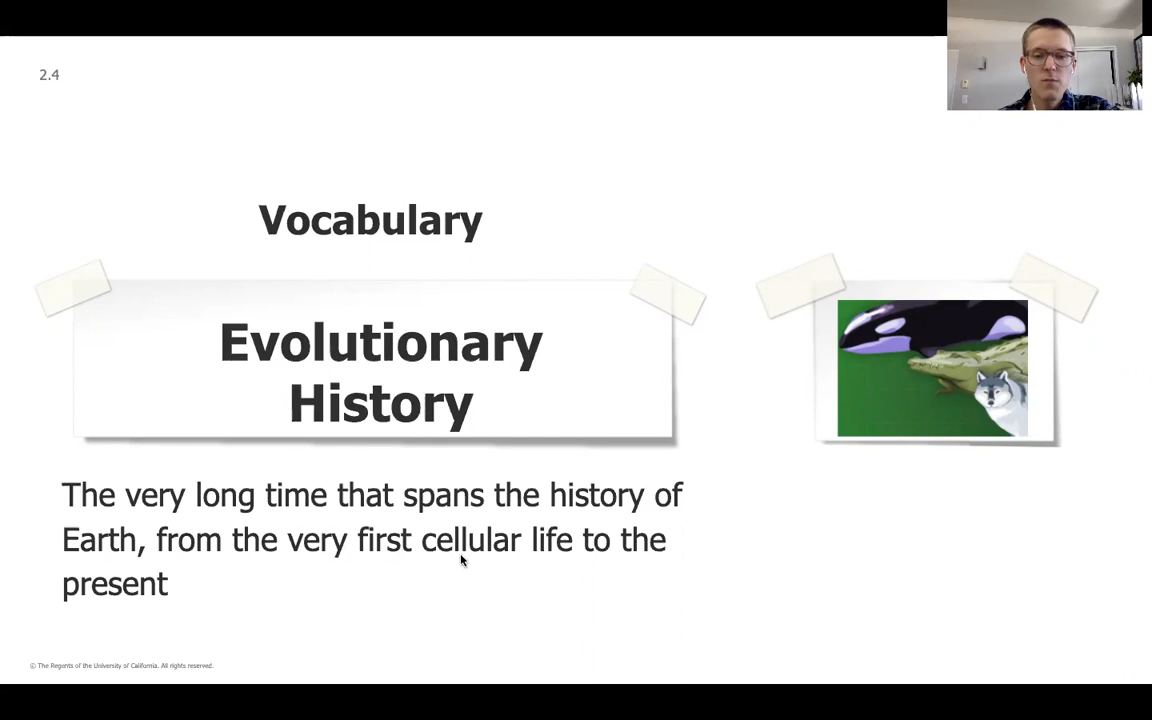 2.4
Vocabulary
Evolutionary
History
The very long time that spans the history of
Earth, from the very first cellular life to the
present
© The Regents of the University of California. All rights reserved.